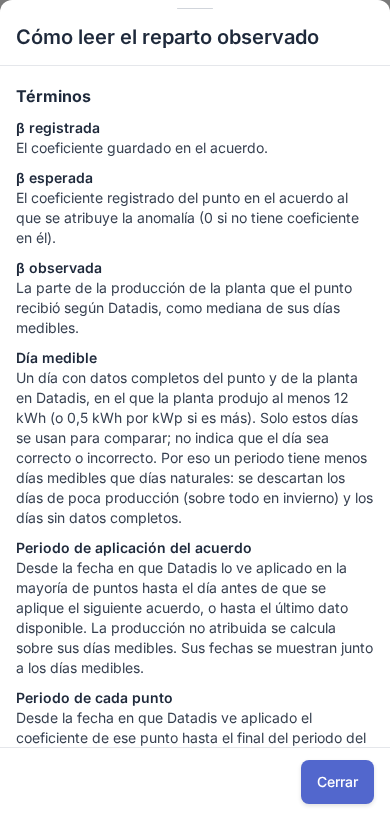 Cómo leer el reparto observado
Términos
β registrada
El coeficiente guardado en el acuerdo.
β esperada
El coeficiente registrado del punto en el acuerdo al
que se atribuye la anomalía (0 si no tiene coeficiente
en él).
β observada
La parte de la producción de la planta que el punto
recibió según Datadis, como mediana de sus días
medibles.
Día medible
Un día con datos completos del punto y de la planta
en Datadis, en el que la planta produjo al menos 12
kWh (o 0,5 kWh por kWp si es más). Solo estos días
se usan para comparar; no indica que el día sea
correcto o incorrecto. Por eso un periodo tiene menos
días medibles que días naturales: se descartan los
días de poca producción (sobre todo en invierno) y los
días sin datos completos.
Periodo de aplicación del acuerdo
Desde la fecha en que Datadis lo ve aplicado en la
mayoría de puntos hasta el día antes de que se
aplique el siguiente acuerdo, o hasta el último dato
disponible. La producción no atribuida se calcula
sobre sus días medibles. Sus fechas se muestran junto
a los días medibles.
Periodo de cada punto
Desde la fecha en que Datadis ve aplicado el
coeficiente de ese punto hasta el final del periodo del
Cerrar